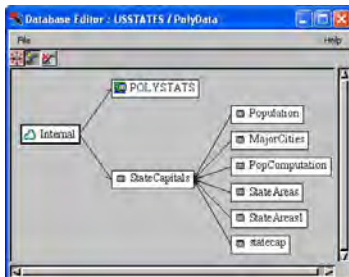 Database Editor : USSTATES / PolyData
File Help
POLYSTATS
Internal
StateCapitals
Population
MajorCities
PopComputation
StateAreas
StateAreas1
statecap